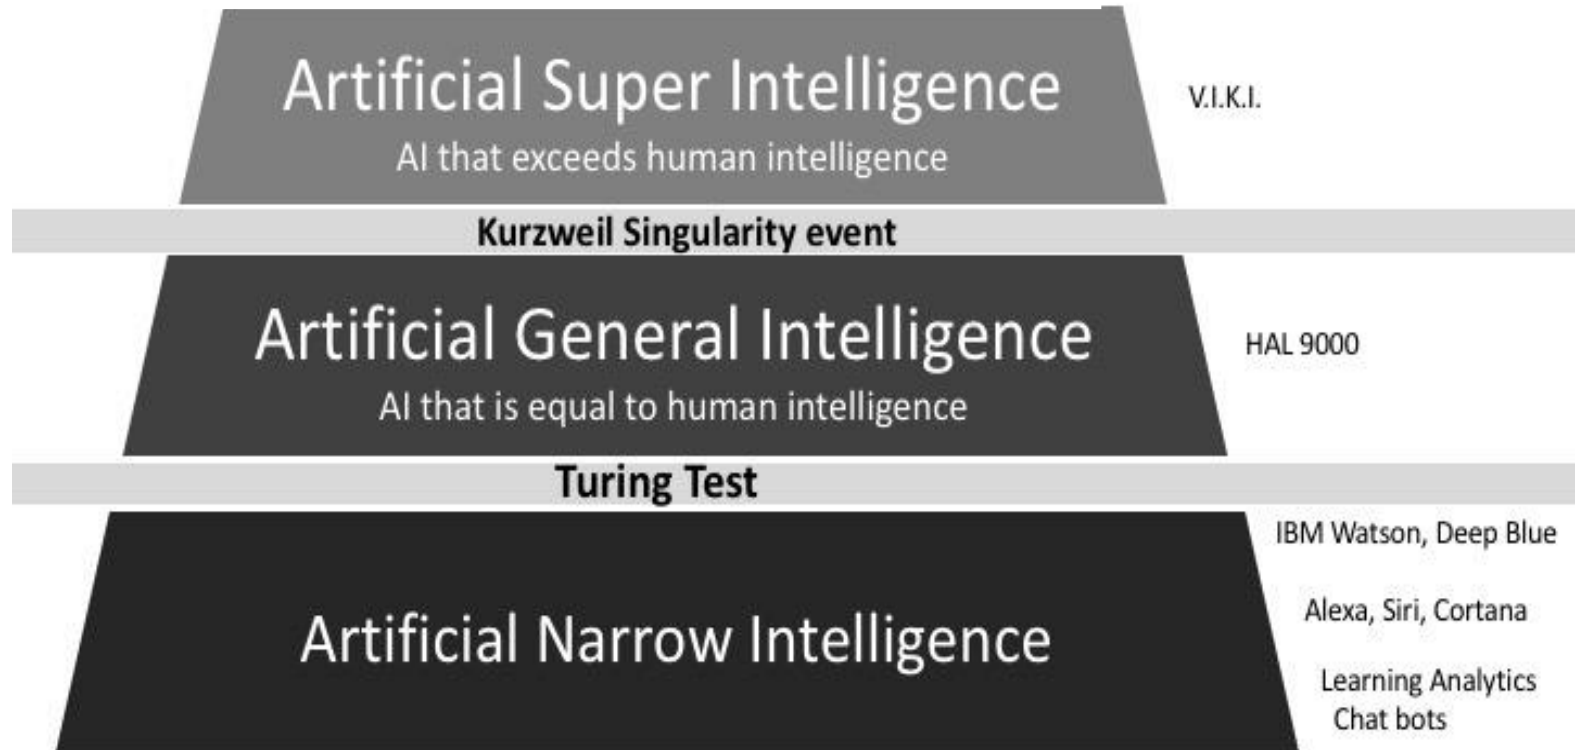 Artificial Super Intelligence
AI that exceeds human intelligence
V.I.K.I.
Kurzweil Singularity event
Artificial General Intelligence
AI that is equal to human intelligence
HAL 9000
Turing Test
IBM Watson, Deep Blue
Artificial Narrow Intelligence
Alexa, Siri, Cortana
Learning Analytics
Chat bots